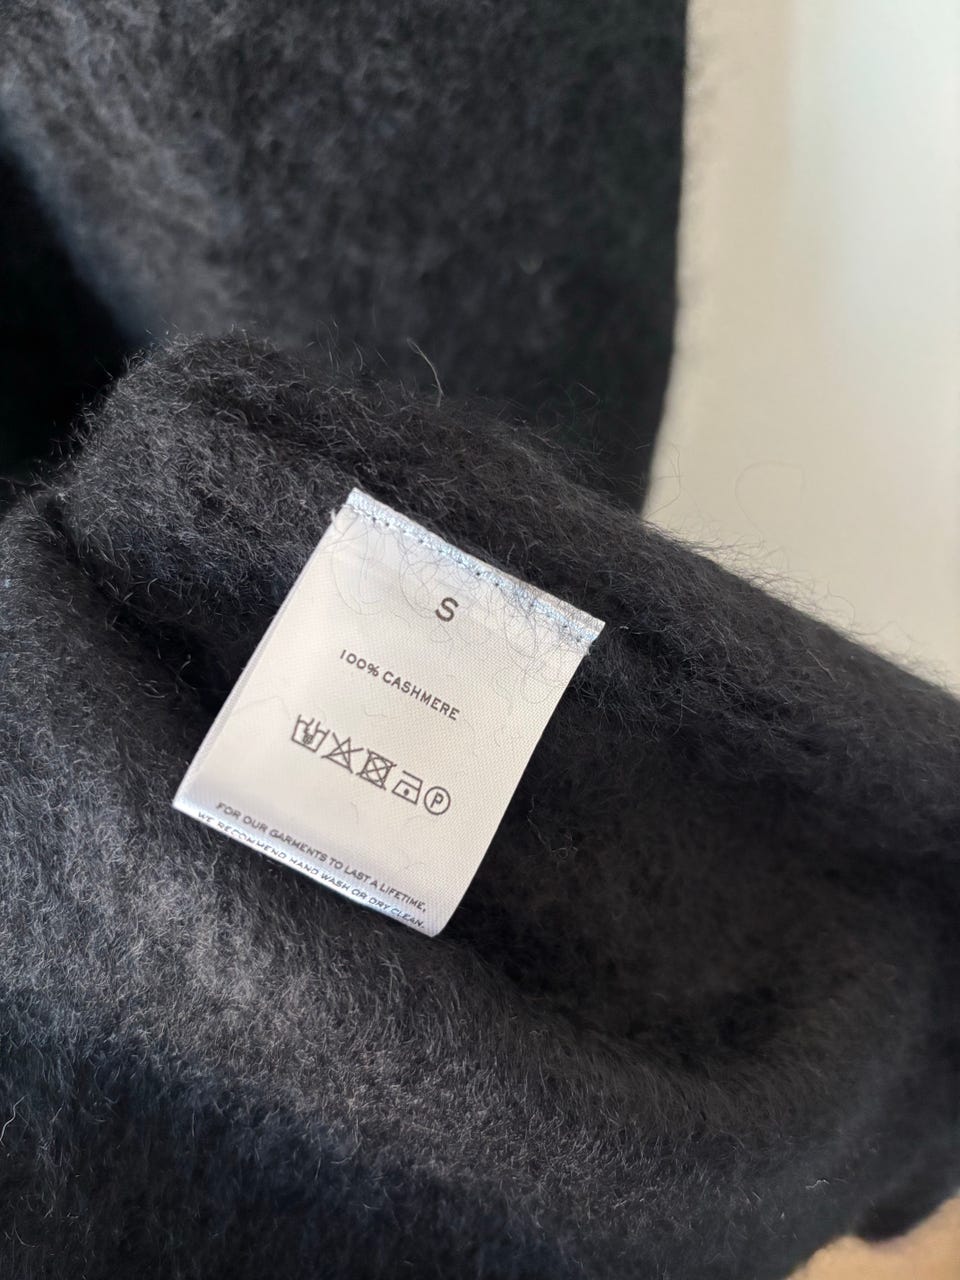 S
100% CASHMERE
P
FOR OUR GARMENTS TO LAST A LIFETIME,
WE RECOMMEND HAND WASH OR DRY CLEAN.